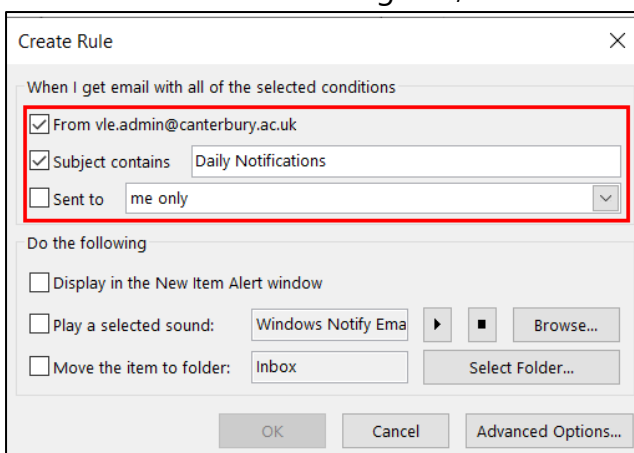 Create Rule
When I get email with all of the selected conditions
From vle.admin@canterbury.ac.uk
Subject contains Daily Notifications
Sent to me only
Do the following
Display in the New Item Alert window
Play a selected sound: Windows Notify Ema Browse...
Move the item to folder: Inbox Select Folder...
OK Cancel Advanced Options...